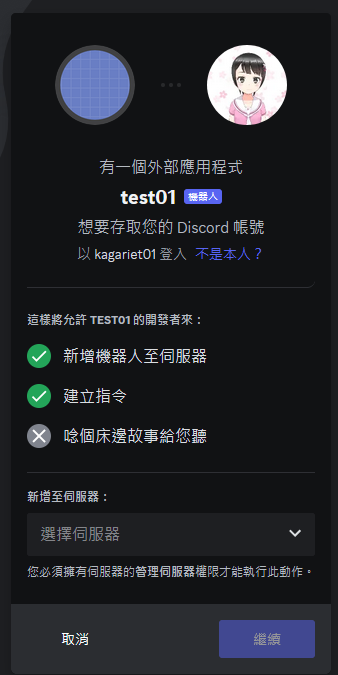 有一個外部應用程式
test01 機器人
想要存取您的 Discord 帳號
以 kagariet01 登入 不是本人？
這樣將允許 TEST01 的開發者來：
新增機器人至伺服器
建立指令
唸個床邊故事給您聽
新增至伺服器：
選擇伺服器
您必須擁有伺服器的管理伺服器權限才能執行此動作。
取消 繼續